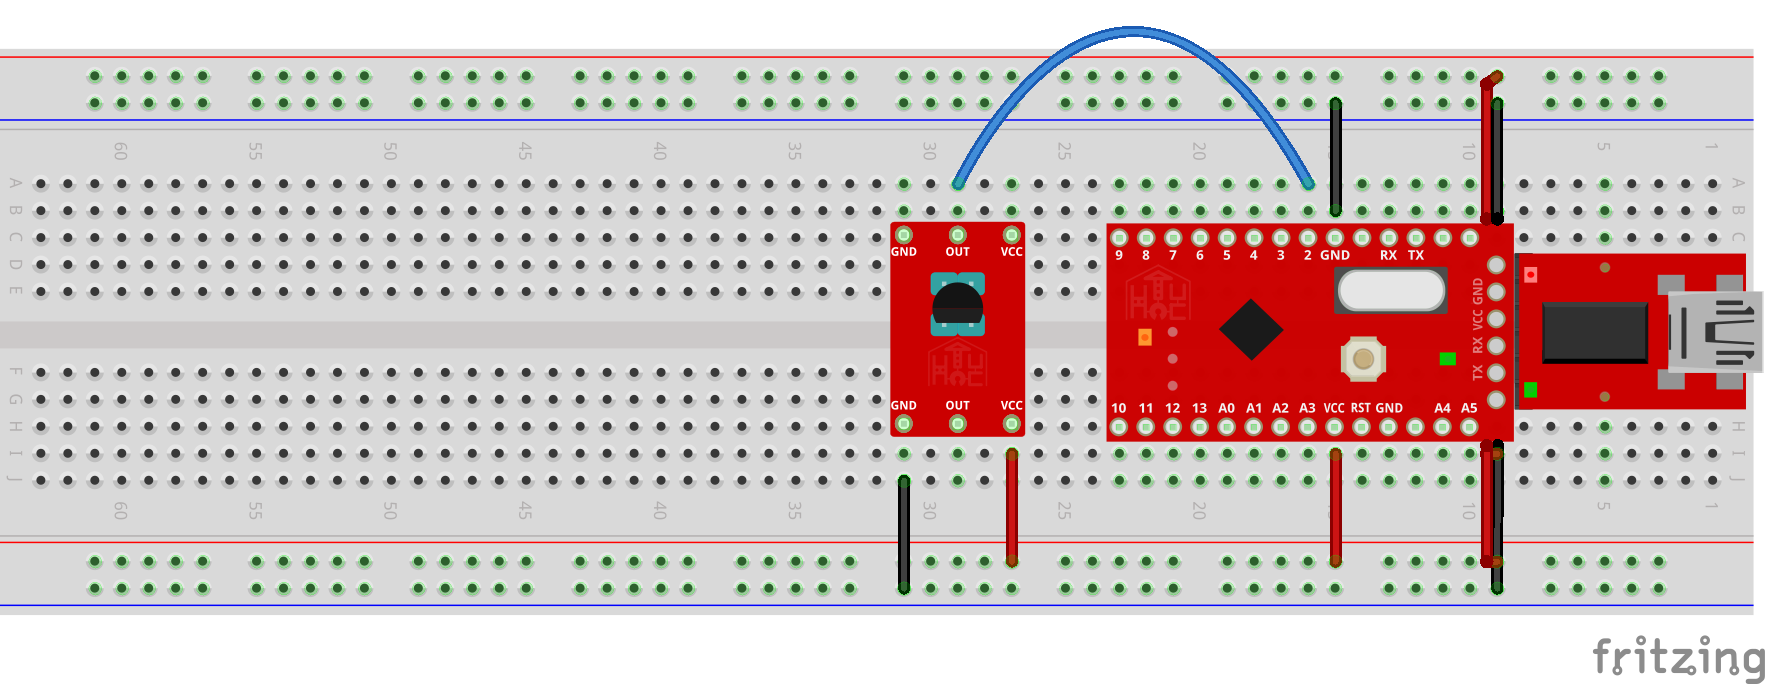 60 55 50 45 40 35 30 25 20 10 5 1
A A
B B
C C
D
E
GND OUT VCC
9 8 7 6 5 4 3 2 GND RX TX
GND
VCC
RX
TX
GND OUT VCC
10 11 12 13 A0 A1 A2 A3 VCC RST GND A4 A5
F
G
H H
I I
J J
60 55 50 45 40 35 30 25 20 10 5 1
fritzing